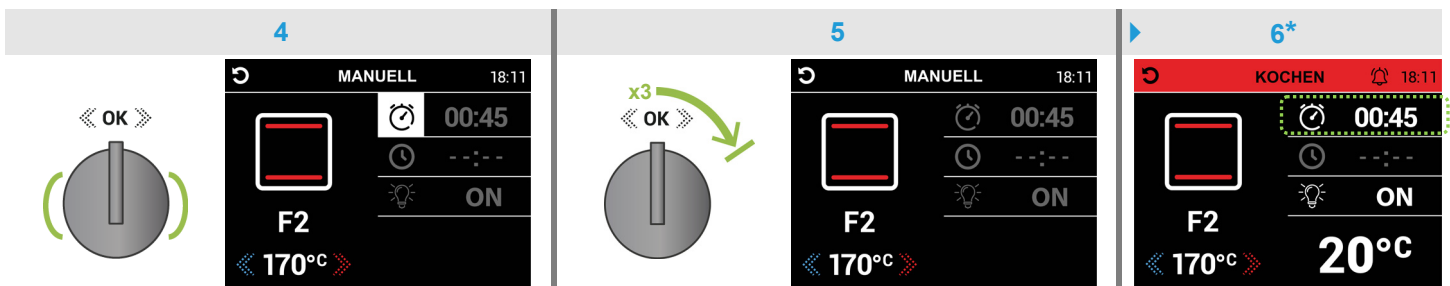 4
OK
MANUELL 18:11
00:45
--:--
ON
F2
170°C
5
x3
OK
MANUELL 18:11
00:45
--:--
ON
F2
170°C
6*
KOCHEN 18:11
00:45
--:--
ON
F2
170°C
20°C